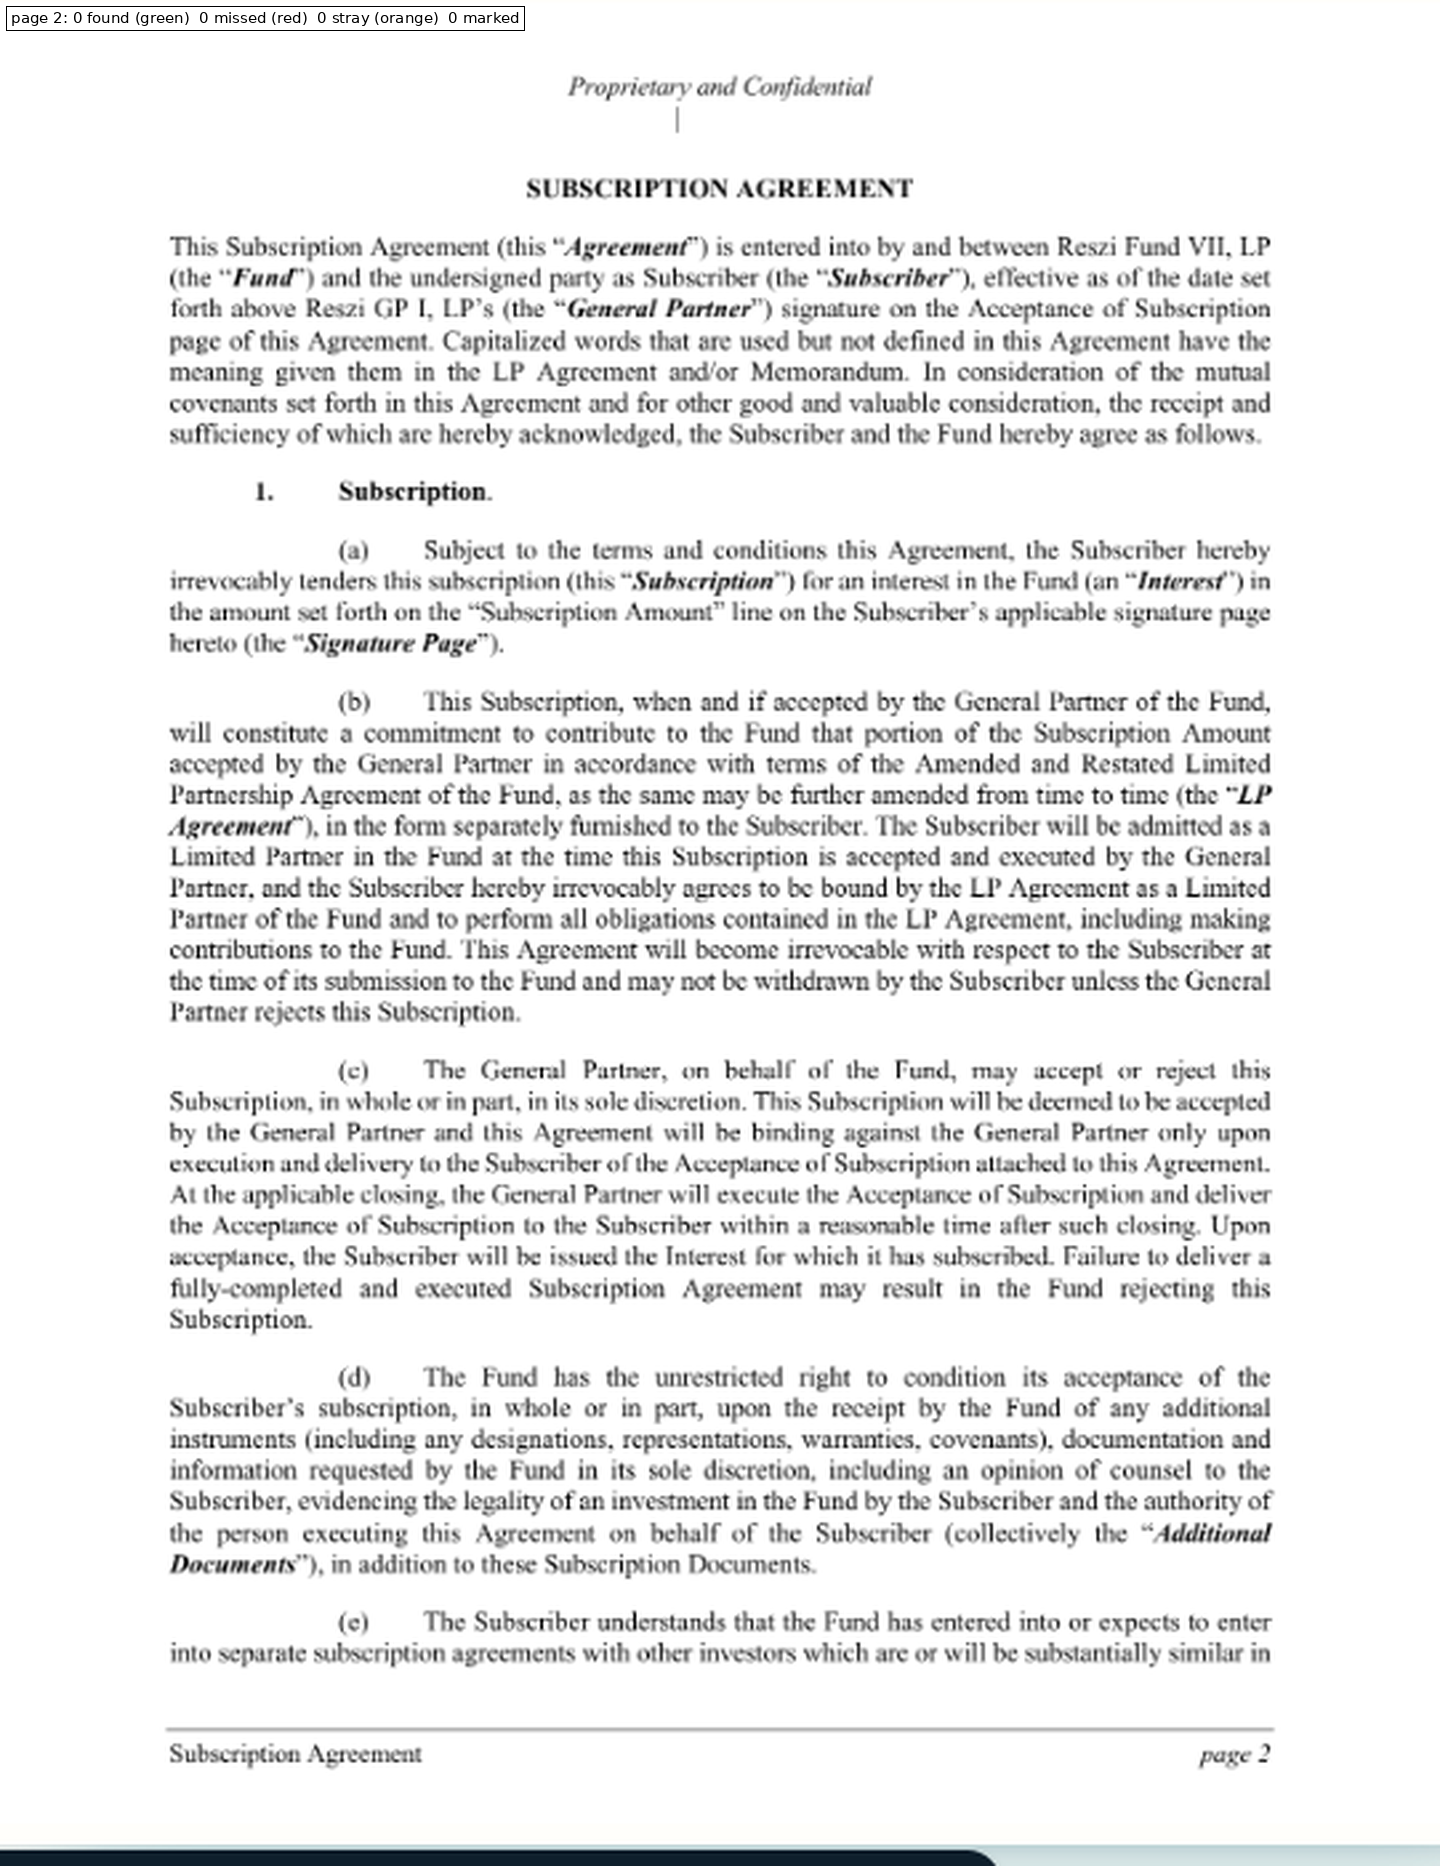 page 2: 0 found (green)  0 missed (red)  0 stray (orange)  0 marked
Proprietary and Confidential
SUBSCRIPTION AGREEMENT
This Subscription Agreement (this “Agreement”) is entered into by and between Reszi Fund VII, LP
(the “Fund”) and the undersigned party as Subscriber (the “Subscriber”), effective as of the date set
forth above Reszi GP I, LP’s (the “General Partner”) signature on the Acceptance of Subscription
page of this Agreement. Capitalized words that are used but not defined in this Agreement have the
meaning given them in the LP Agreement and/or Memorandum. In consideration of the mutual
covenants set forth in this Agreement and for other good and valuable consideration, the receipt and
sufficiency of which are hereby acknowledged, the Subscriber and the Fund hereby agree as follows.
1. Subscription.
(a) Subject to the terms and conditions this Agreement, the Subscriber hereby
irrevocably tenders this subscription (this “Subscription”) for an interest in the Fund (an “Interest”) in
the amount set forth on the “Subscription Amount” line on the Subscriber’s applicable signature page
hereto (the “Signature Page”).
(b) This Subscription, when and if accepted by the General Partner of the Fund,
will constitute a commitment to contribute to the Fund that portion of the Subscription Amount
accepted by the General Partner in accordance with terms of the Amended and Restated Limited
Partnership Agreement of the Fund, as the same may be further amended from time to time (the “LP
Agreement”), in the form separately furnished to the Subscriber. The Subscriber will be admitted as a
Limited Partner in the Fund at the time this Subscription is accepted and executed by the General
Partner, and the Subscriber hereby irrevocably agrees to be bound by the LP Agreement as a Limited
Partner of the Fund and to perform all obligations contained in the LP Agreement, including making
contributions to the Fund. This Agreement will become irrevocable with respect to the Subscriber at
the time of its submission to the Fund and may not be withdrawn by the Subscriber unless the General
Partner rejects this Subscription.
(c) The General Partner, on behalf of the Fund, may accept or reject this
Subscription, in whole or in part, in its sole discretion. This Subscription will be deemed to be accepted
by the General Partner and this Agreement will be binding against the General Partner only upon
execution and delivery to the Subscriber of the Acceptance of Subscription attached to this Agreement.
At the applicable closing, the General Partner will execute the Acceptance of Subscription and deliver
the Acceptance of Subscription to the Subscriber within a reasonable time after such closing. Upon
acceptance, the Subscriber will be issued the Interest for which it has subscribed. Failure to deliver a
fully-completed and executed Subscription Agreement may result in the Fund rejecting this
Subscription.
(d) The Fund has the unrestricted right to condition its acceptance of the
Subscriber’s subscription, in whole or in part, upon the receipt by the Fund of any additional
instruments (including any designations, representations, warranties, covenants), documentation and
information requested by the Fund in its sole discretion, including an opinion of counsel to the
Subscriber, evidencing the legality of an investment in the Fund by the Subscriber and the authority of
the person executing this Agreement on behalf of the Subscriber (collectively the “Additional
Documents”), in addition to these Subscription Documents.
(e) The Subscriber understands that the Fund has entered into or expects to enter
into separate subscription agreements with other investors which are or will be substantially similar in
Subscription Agreement page 2